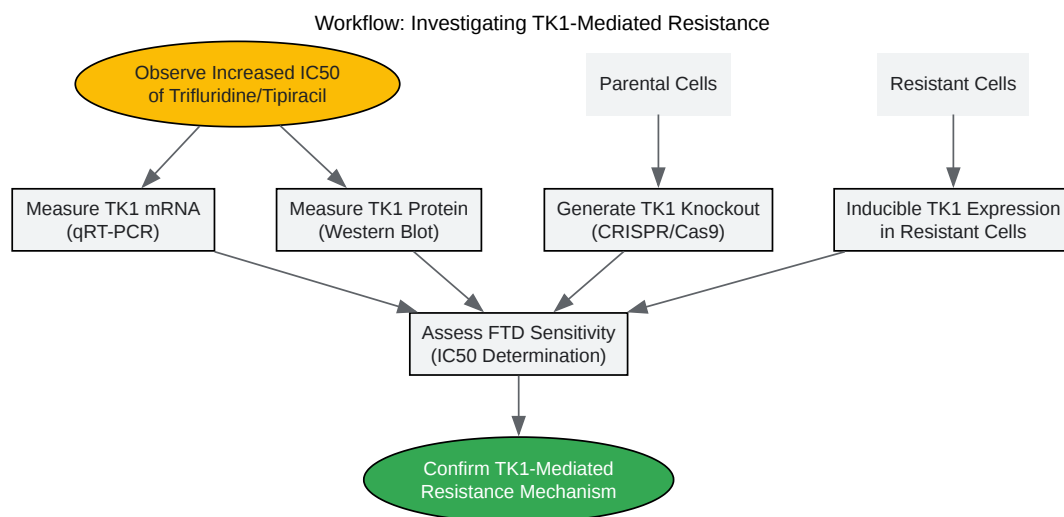 Workflow: Investigating TK1-Mediated Resistance
Observe Increased IC50
of Trifluridine/Tipiracil
Parental Cells
Resistant Cells
Measure TK1 mRNA
(qRT-PCR)
Measure TK1 Protein
(Western Blot)
Generate TK1 Knockout
(CRISPR/Cas9)
Inducible TK1 Expression
in Resistant Cells
Assess FTD Sensitivity
(IC50 Determination)
Confirm TK1-Mediated
Resistance Mechanism